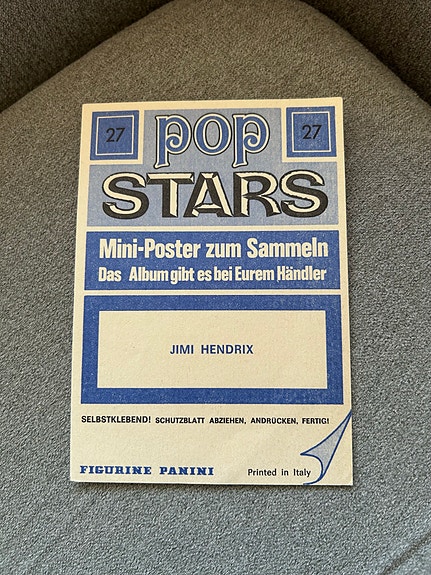 27 pop 27
STARS
Mini-Poster zum Sammeln
Das Album gibt es bei Eurem Händler
JIMI HENDRIX
SELBSTKLEBEND! SCHUTZBLATT ABZIEHEN, ANDRÜCKEN, FERTIG!
FIGURINE PANINI Printed in Italy